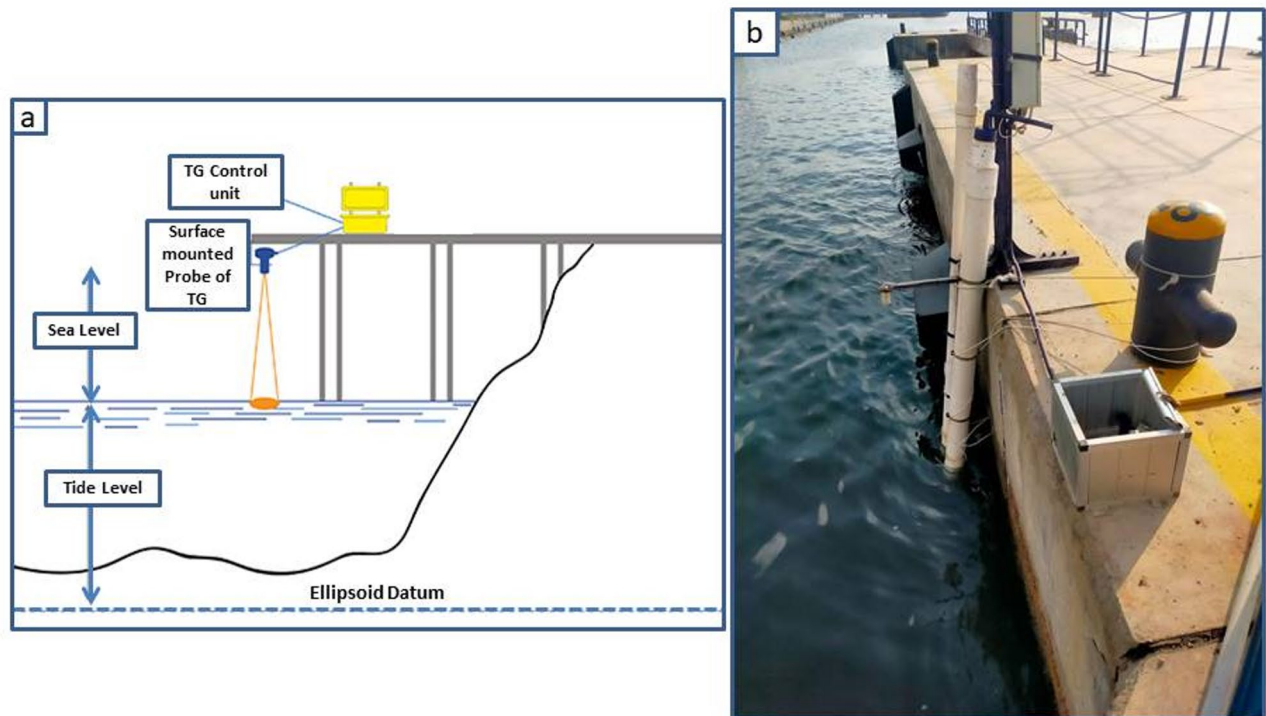 a
TG Control
unit
Surface
mounted
Probe of
TG
Sea Level
Tide Level
Ellipsoid Datum
b